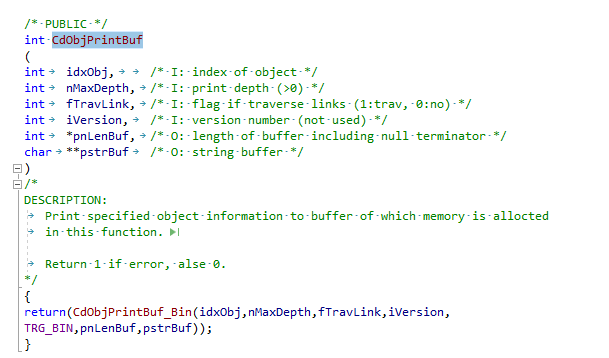 /* PUBLIC */
int CdObjPrintBuf
(
int idxObj, /* I: index of object */
int nMaxDepth, /* I: print depth (>0) */
int fTravLink, /* I: flag if traverse links (1:trav, 0:no) */
int iVersion, /* I: version number (not used) */
int *pnLenBuf, /* O: length of buffer including null terminator */
char **pstrBuf /* O: string buffer */
)
/*
DESCRIPTION:
Print specified object information to buffer of which memory is allocted
in this function.
Return 1 if error, alse 0.
*/
{
return(CdObjPrintBuf_Bin(idxObj,nMaxDepth,fTravLink,iVersion,
TRG_BIN,pnLenBuf,pstrBuf));
}